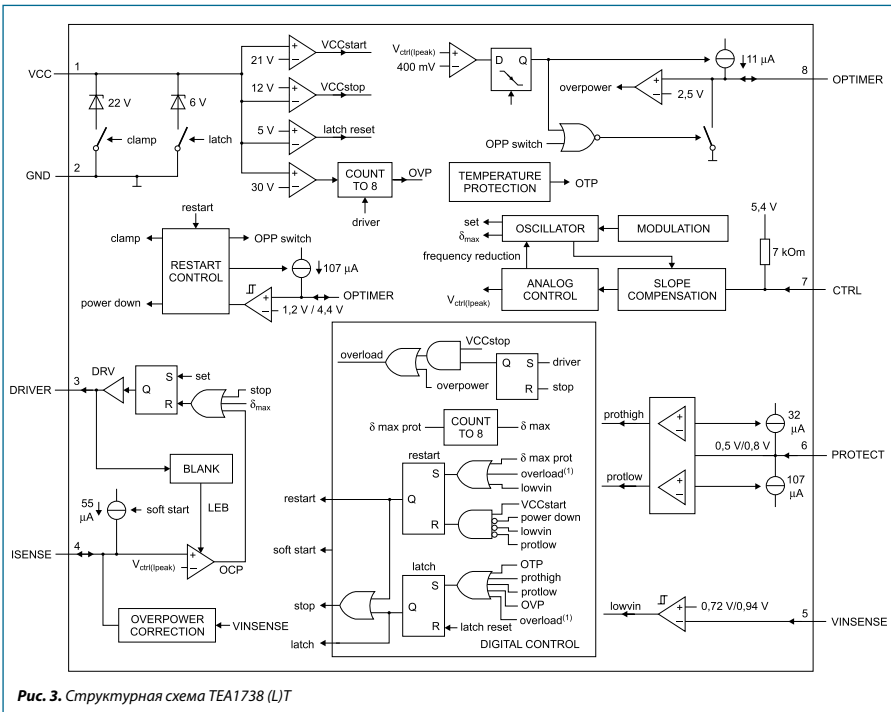 VCC
1
22 V
6 V
clamp
latch
GND
2
21 V
VCCstart
12 V
VCCstop
5 V
latch reset
30 V
COUNT
TO 8
OVP
driver
Vctrl(Ipeak)
400 mV
D
Q
11 µA
8
OPTIMER
overpower
2,5 V
OPP switch
TEMPERATURE
PROTECTION
OTP
restart
clamp
RESTART
CONTROL
OPP switch
107 µA
power down
OPTIMER
1,2 V / 4,4 V
set
δmax
OSCILLATOR
MODULATION
5,4 V
7 kOm
frequency reduction
Vctrl(Ipeak)
ANALOG
CONTROL
SLOPE
COMPENSATION
7
CTRL
DRIVER
3
DRV
Q
S
R
set
stop
δmax
BLANK
LEB
55
µA
soft start
ISENSE
4
Vctrl(Ipeak)
OCP
OVERPOWER
CORRECTION
VINSENSE
overload
VCCstop
overpower
Q
S
R
driver
stop
δ max prot
COUNT
TO 8
δ max
restart
restart
S
Q
R
δ max prot
overload(1)
lowvin
VCCstart
power down
lowvin
protlow
soft start
latch
S
Q
R
OTP
prothigh
protlow
OVP
overload(1)
latch reset
stop
latch
DIGITAL CONTROL
prothigh
protlow
0,5 V/0,8 V
32
µA
107
µA
6
PROTECT
lowvin
0,72 V/0,94 V
5
VINSENSE
Рис. 3. Структурная схема TEA1738 (L)T